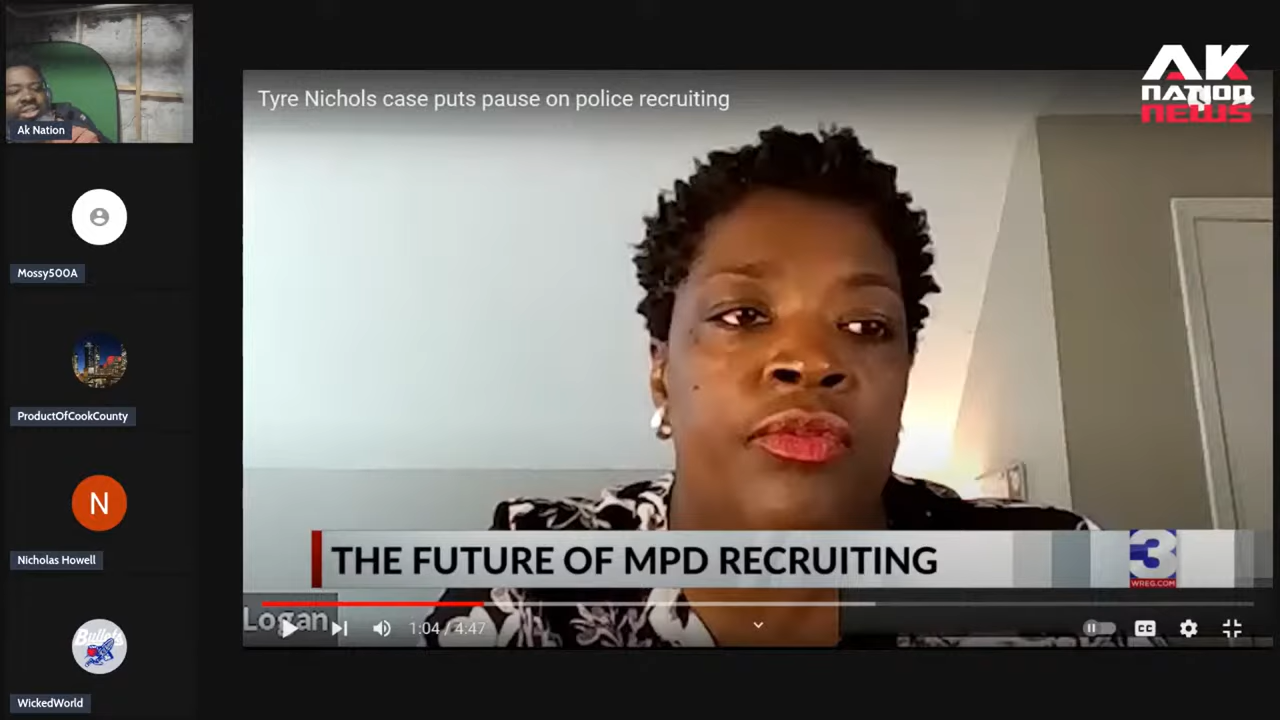 Ak Nation
Mossy500A
ProductOfCookCounty
N
Nicholas Howell
Bullets
WickedWorld
Tyre Nichols case puts pause on police recruiting
AK
NATION
NEWS
THE FUTURE OF MPD RECRUITING
3
WREG.COM
Logan
1:04 / 4:47
CC